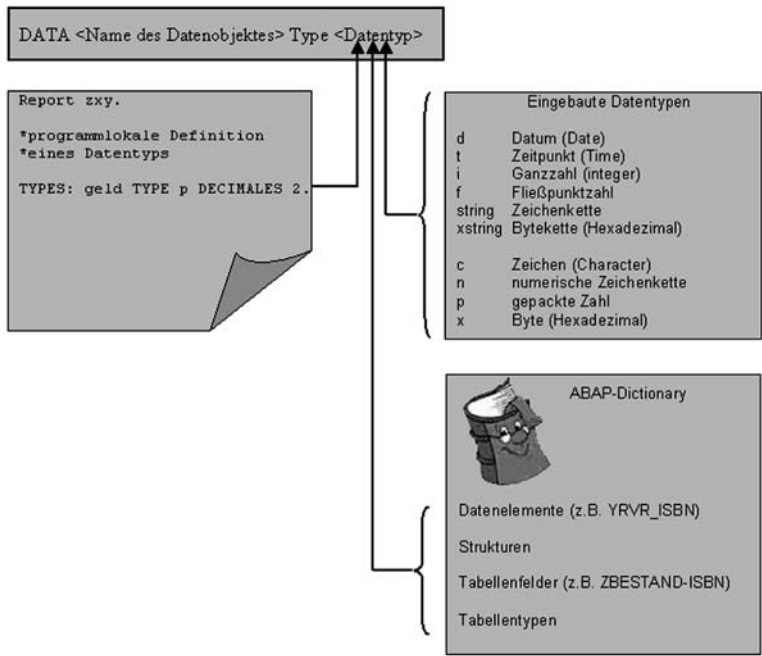 DATA <Name des Datenobjektes> Type <Datentyp>
Report zxy.
*programmlokale Definition
*eines Datentyps
TYPES: geld TYPE p DECIMALES 2.
Eingebaute Datentypen
d Datum (Date)
t Zeitpunkt (Time)
i Ganzzahl (integer)
f Fließpunktzahl
string Zeichenkette
xstring Bytekette (Hexadezimal)
c Zeichen (Character)
n numerische Zeichenkette
p gepackte Zahl
x Byte (Hexadezimal)
ABAP-Dictionary
Datenelemente (z.B. YRVR_ISBN)
Strukturen
Tabellenfelder (z.B. ZBESTAND-ISBN)
Tabellentypen